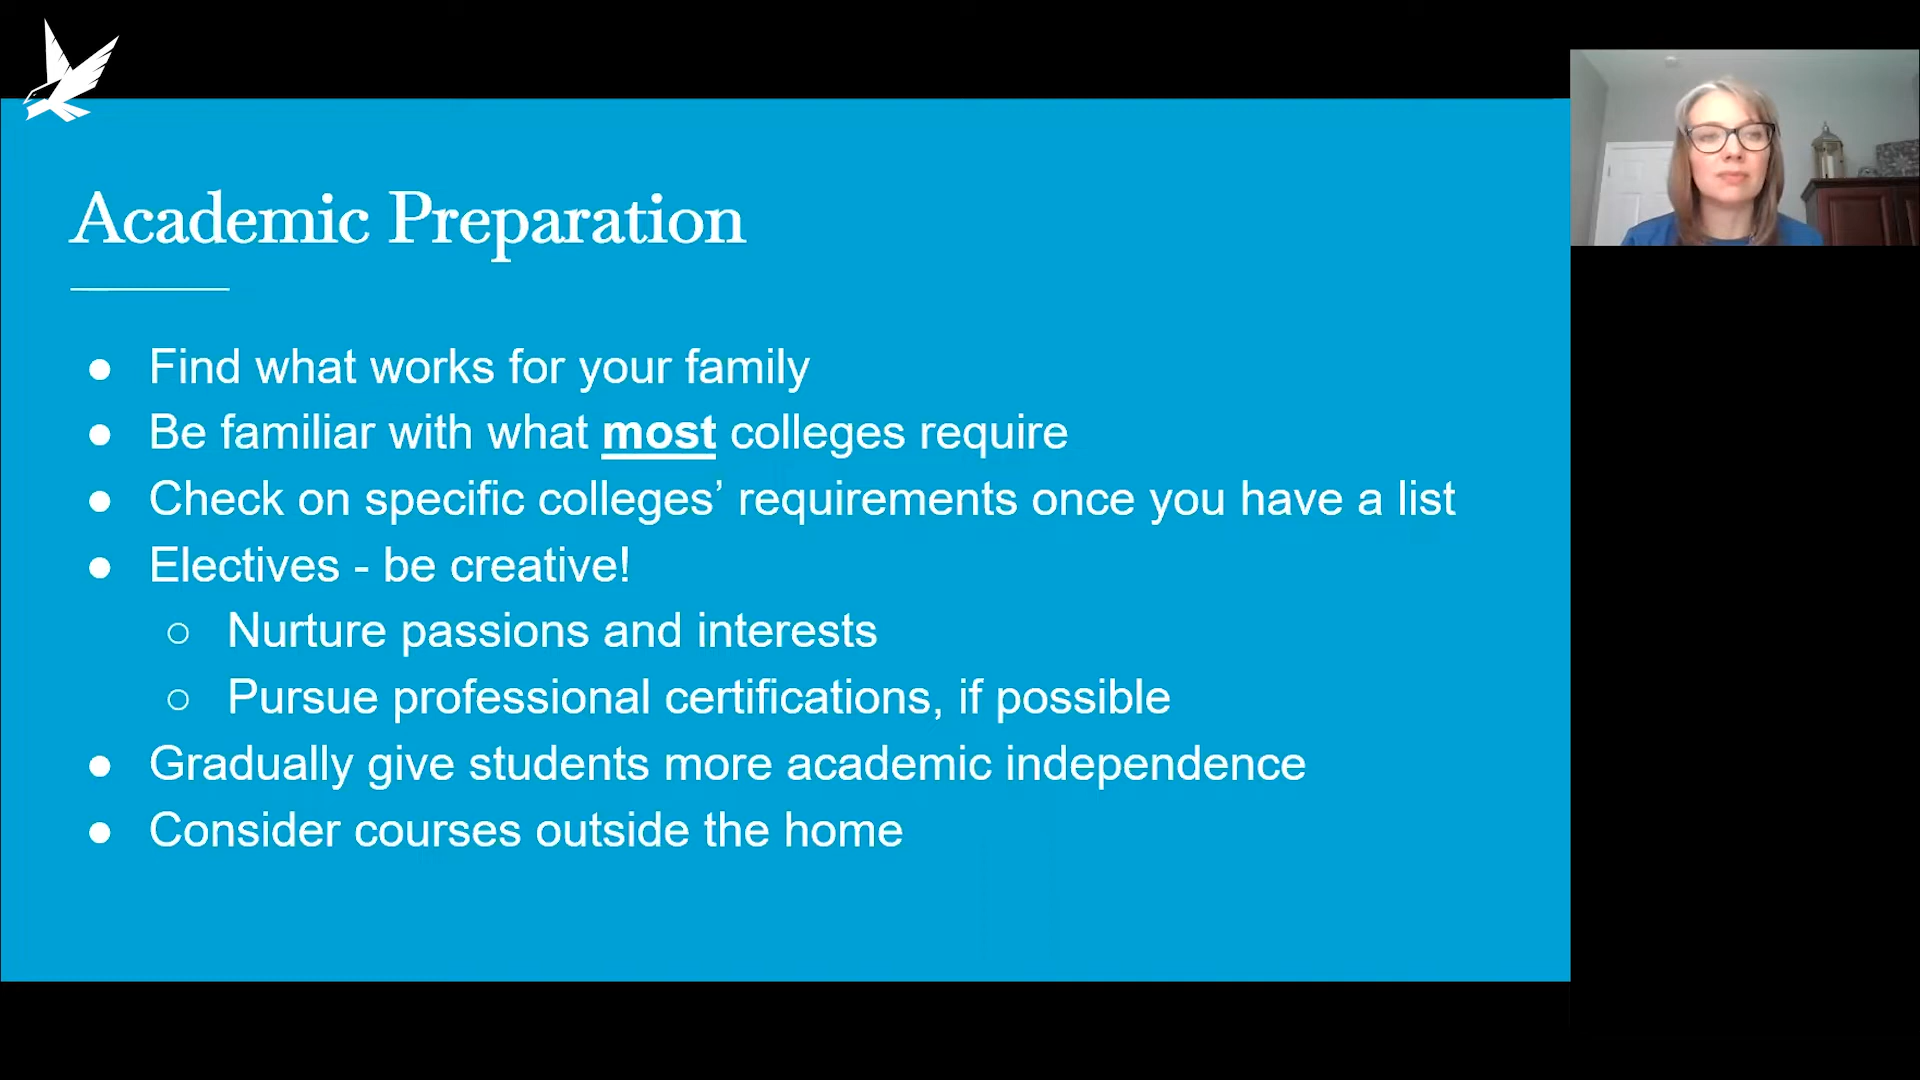 Academic Preparation
● Find what works for your family
● Be familiar with what most colleges require
● Check on specific colleges’ requirements once you have a list
● Electives - be creative!
○ Nurture passions and interests
○ Pursue professional certifications, if possible
● Gradually give students more academic independence
● Consider courses outside the home